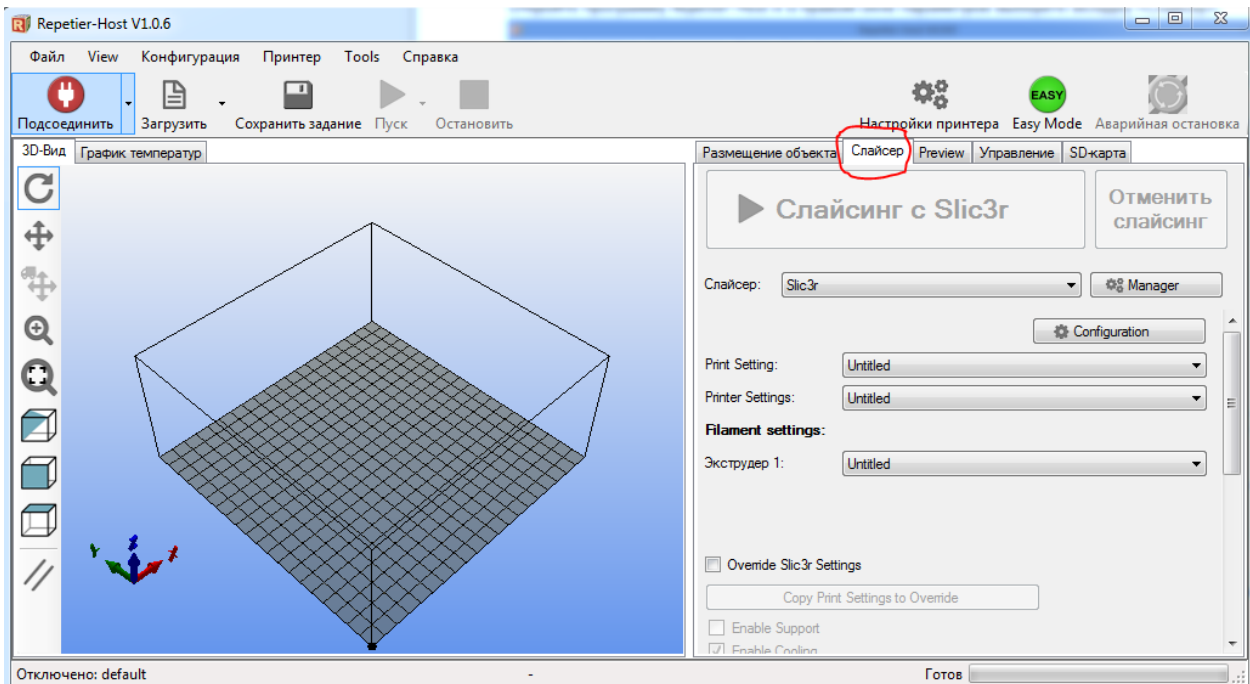 Repetier-Host V1.0.6
Файл View Конфигурация Принтер Tools Справка
EASY
Подсоединить Загрузить Сохранить задание Пуск Остановить Настройки принтера Easy Mode Аварийная остановка
3D-Вид График температур
Размещение объекта Слайсер Preview Управление SD-карта
Слайсинг с Slic3r
Отменить
слайсинг
Слайсер: Slic3r Manager
Configuration
Print Setting: Untitled
Printer Settings: Untitled
Filament settings:
Экструдер 1: Untitled
Override Slic3r Settings
Copy Print Settings to Override
Enable Support
Enable Cooling
Отключено: default - Готов